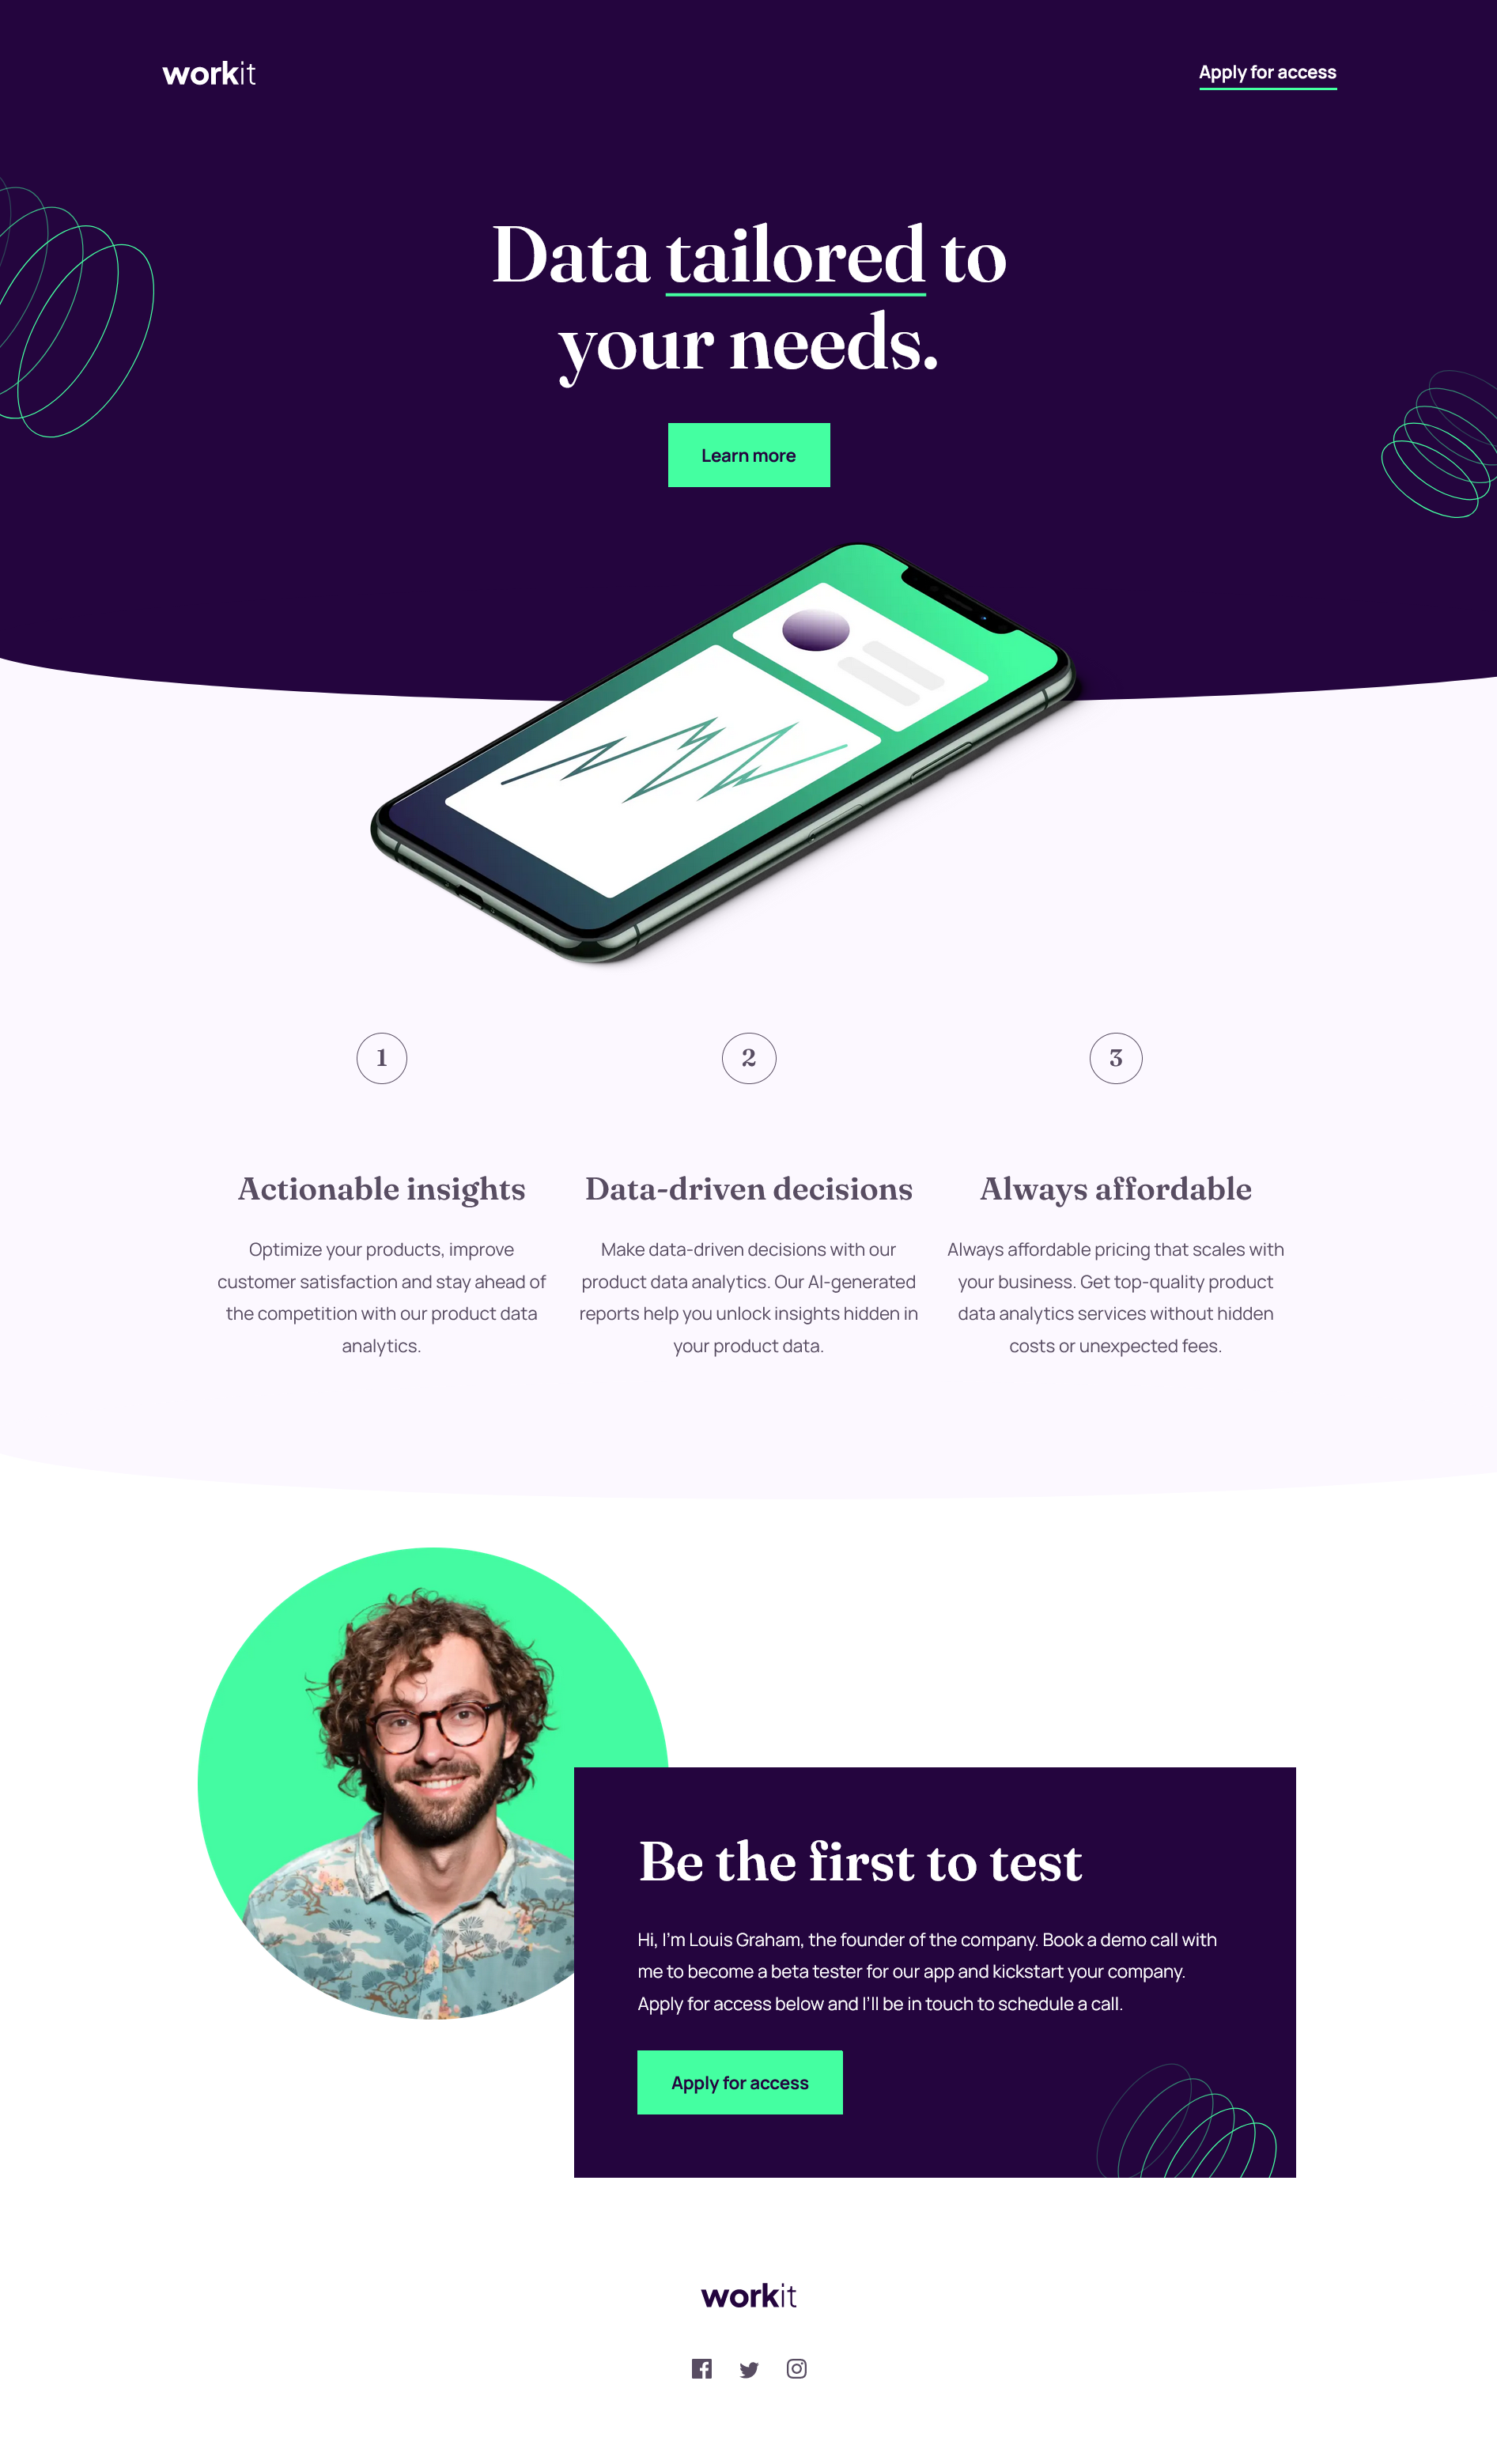 workit
Apply for access
Data tailored to
your needs.
Learn more
1
2
3
Actionable insights
Optimize your products, improve
customer satisfaction and stay ahead of
the competition with our product data
analytics.
Data-driven decisions
Make data-driven decisions with our
product data analytics. Our AI-generated
reports help you unlock insights hidden in
your product data.
Always affordable
Always affordable pricing that scales with
your business. Get top-quality product
data analytics services without hidden
costs or unexpected fees.
Be the first to test
Hi, I'm Louis Graham, the founder of the company. Book a demo call with
me to become a beta tester for our app and kickstart your company.
Apply for access below and I'll be in touch to schedule a call.
Apply for access
workit